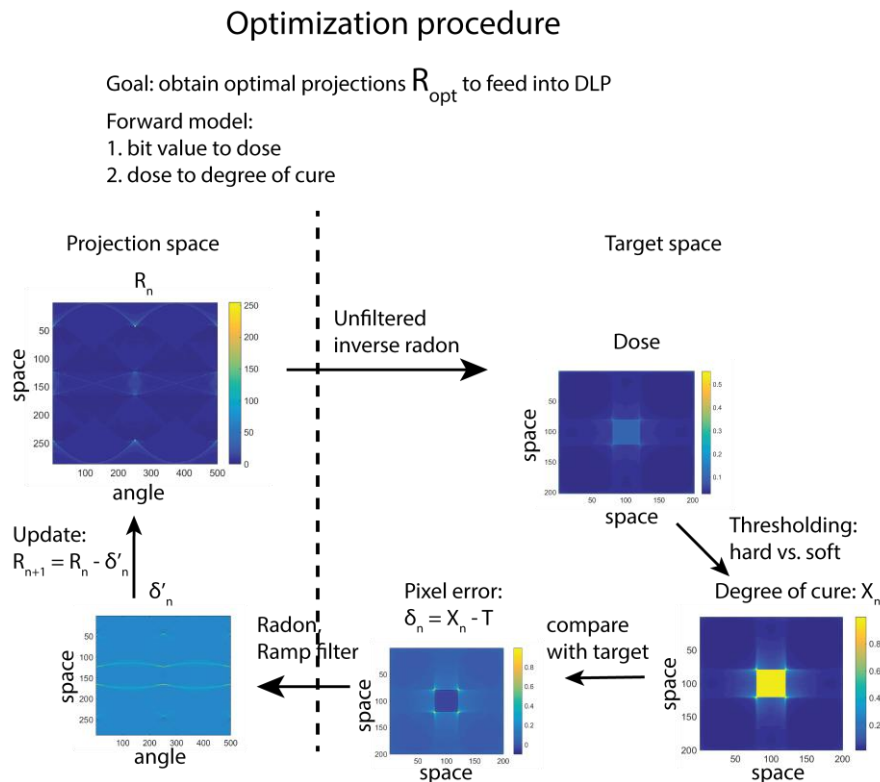 Optimization procedure
Goal: obtain optimal projections R_opt to feed into DLP
Forward model:
1. bit value to dose
2. dose to degree of cure
Projection space
Target space
R_n
250
200
150
100
50
0
50
100
150
200
250
space
100 200 300 400 500
angle
Unfiltered
inverse radon
Dose
0.5
0.4
0.3
0.2
0.1
50
100
150
200
space
50 100 150 200
space
Thresholding:
hard vs. soft
Degree of cure: X_n
0.8
0.6
0.4
0.2
0
50
100
150
200
space
50 100 150 200
space
compare
with target
Pixel error:
δ_n = X_n - T
0.8
0.6
0.4
0.2
0
50
100
150
200
space
50 100 150 200
space
Radon,
Ramp filter
δ′_n
50
100
150
200
250
space
100 200 300 400 500
angle
Update:
R_n+1 = R_n - δ′_n